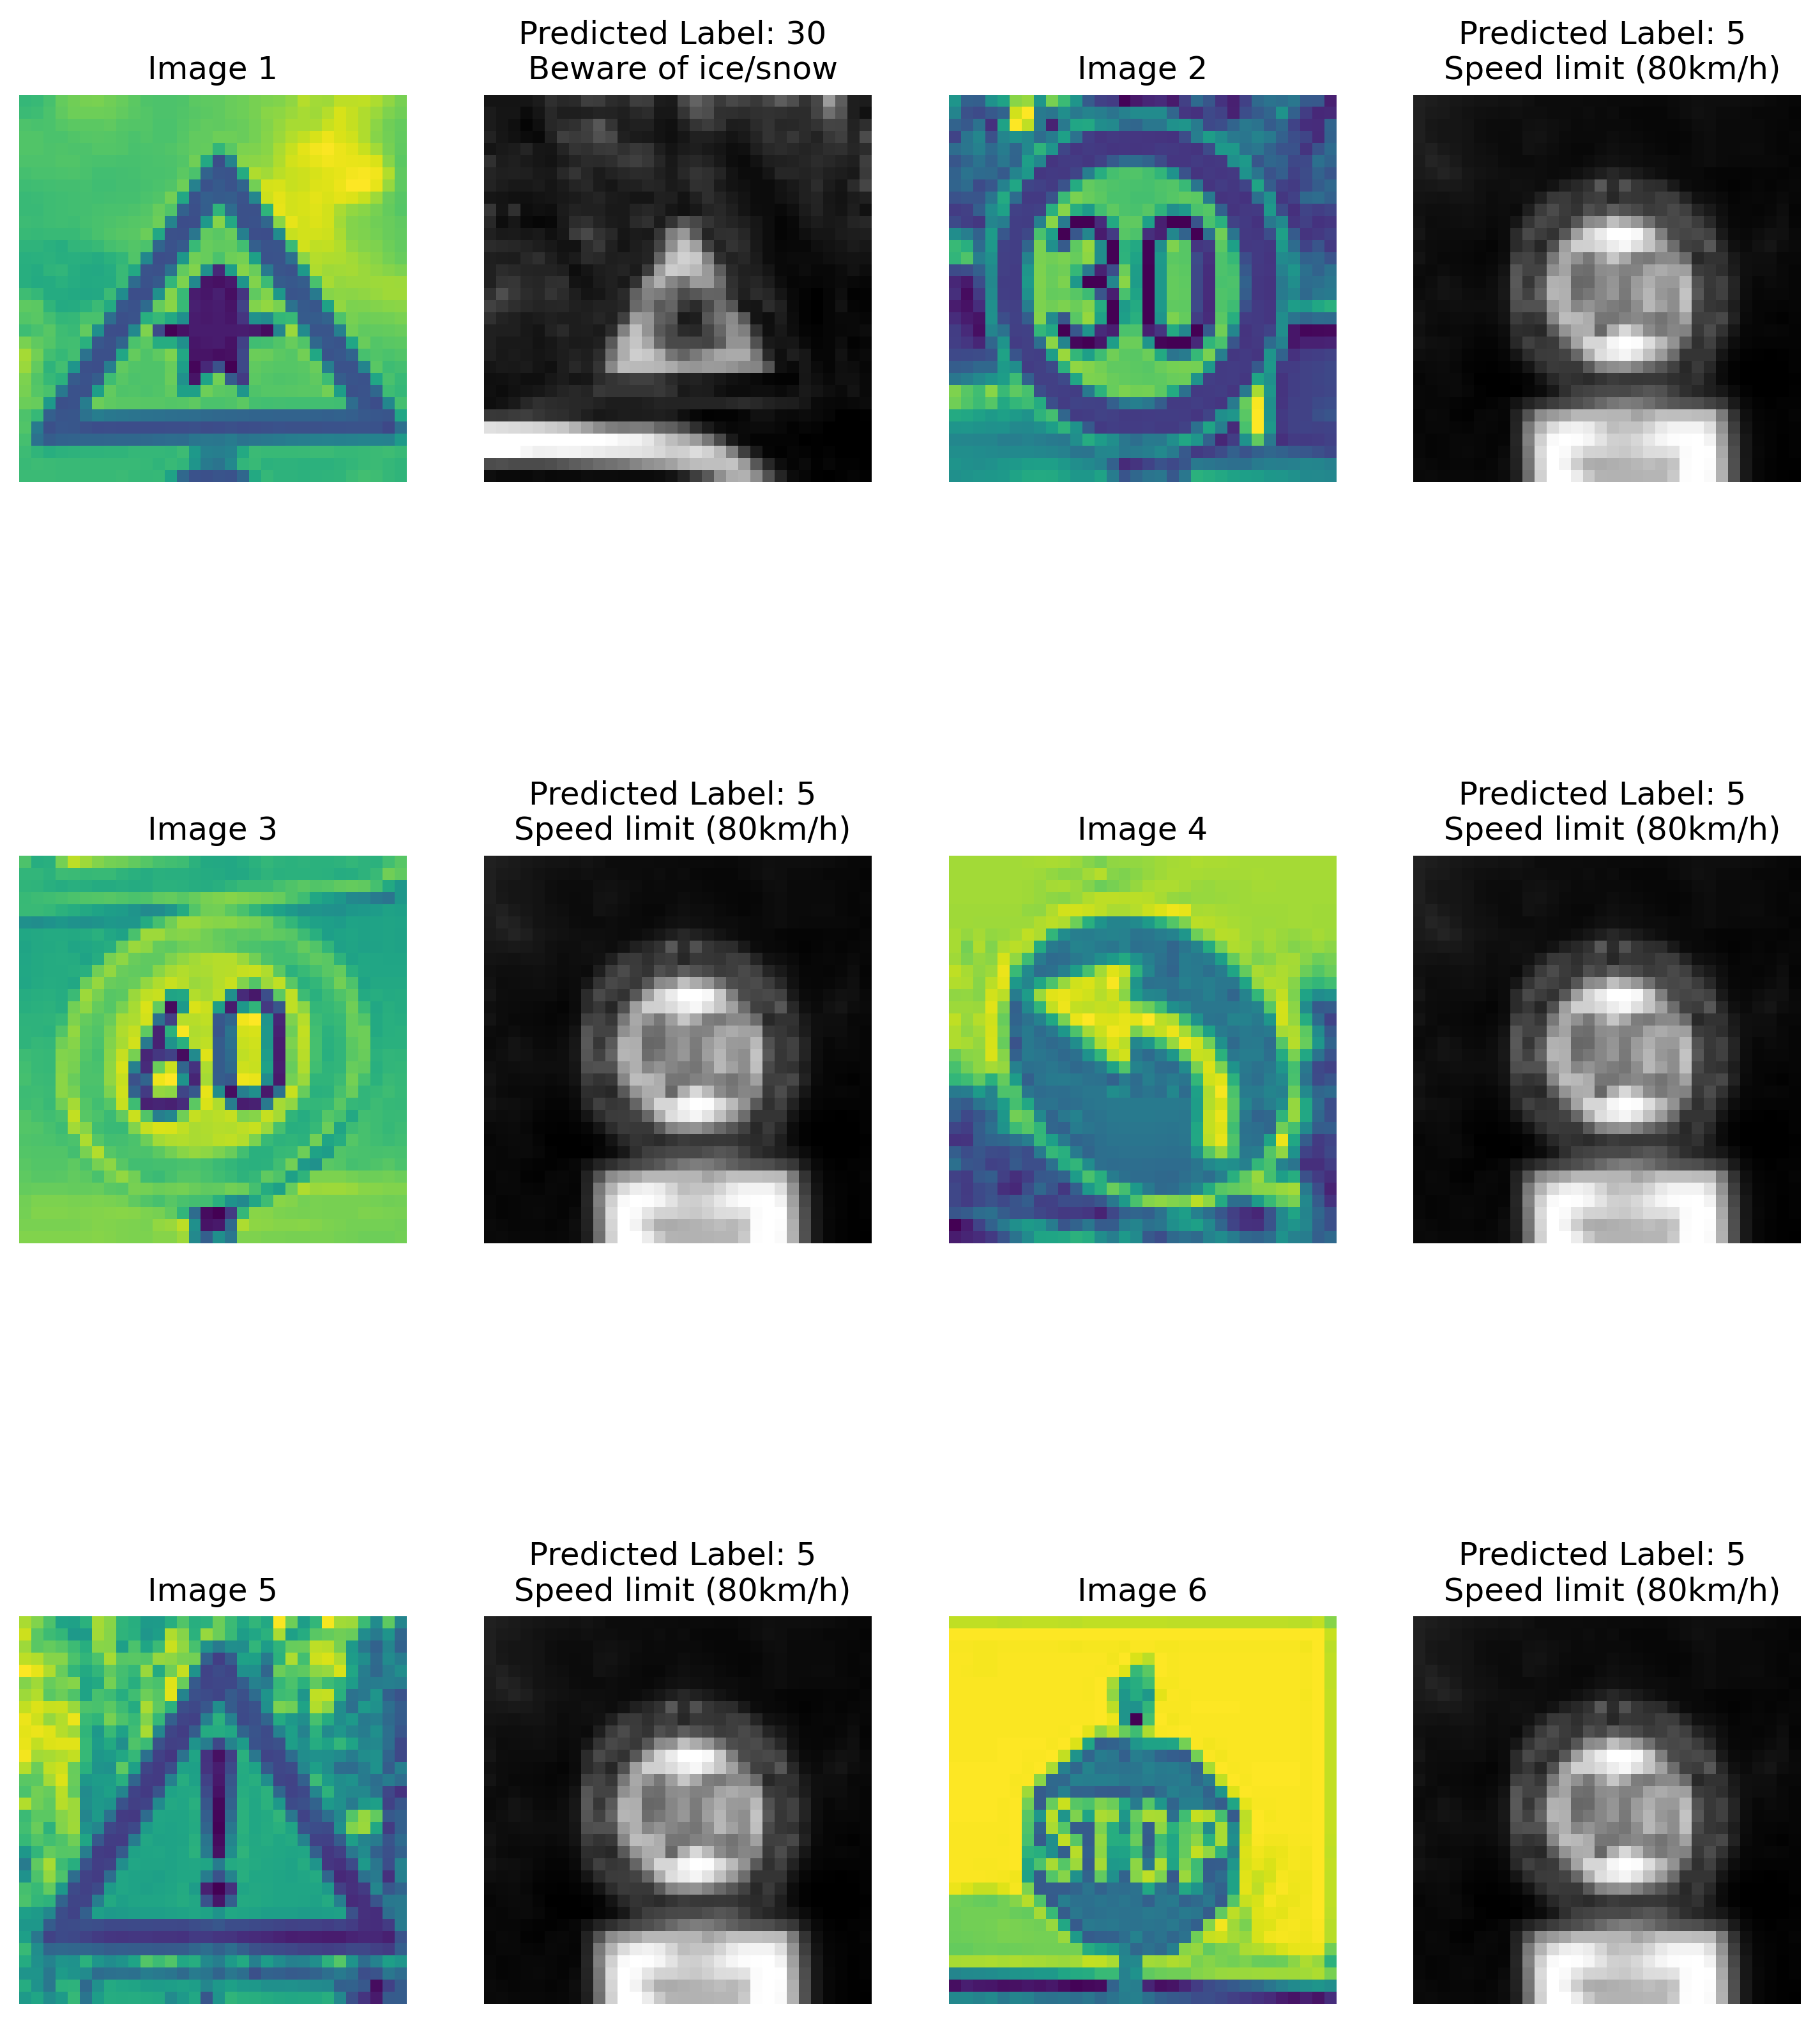 Image 1
Predicted Label: 30
Beware of ice/snow
Image 2
Predicted Label: 5
Speed limit (80km/h)
30
Image 3
Predicted Label: 5
Speed limit (80km/h)
Image 4
Predicted Label: 5
Speed limit (80km/h)
60
Image 5
Predicted Label: 5
Speed limit (80km/h)
Image 6
Predicted Label: 5
Speed limit (80km/h)
!
STOP